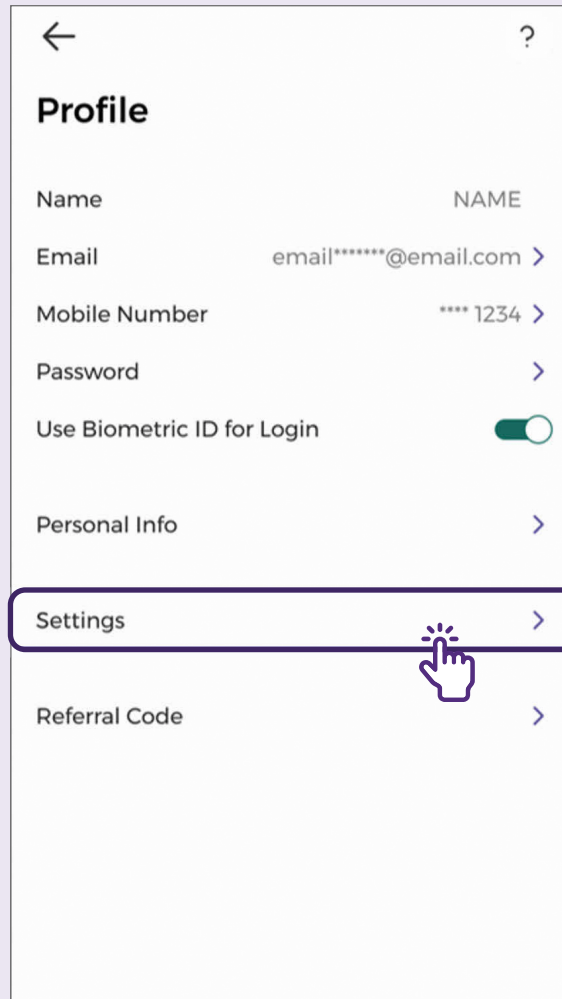 ?
Profile
Name NAME
Email email*******@email.com
Mobile Number **** 1234
Password
Use Biometric ID for Login
Personal Info
Settings
Referral Code